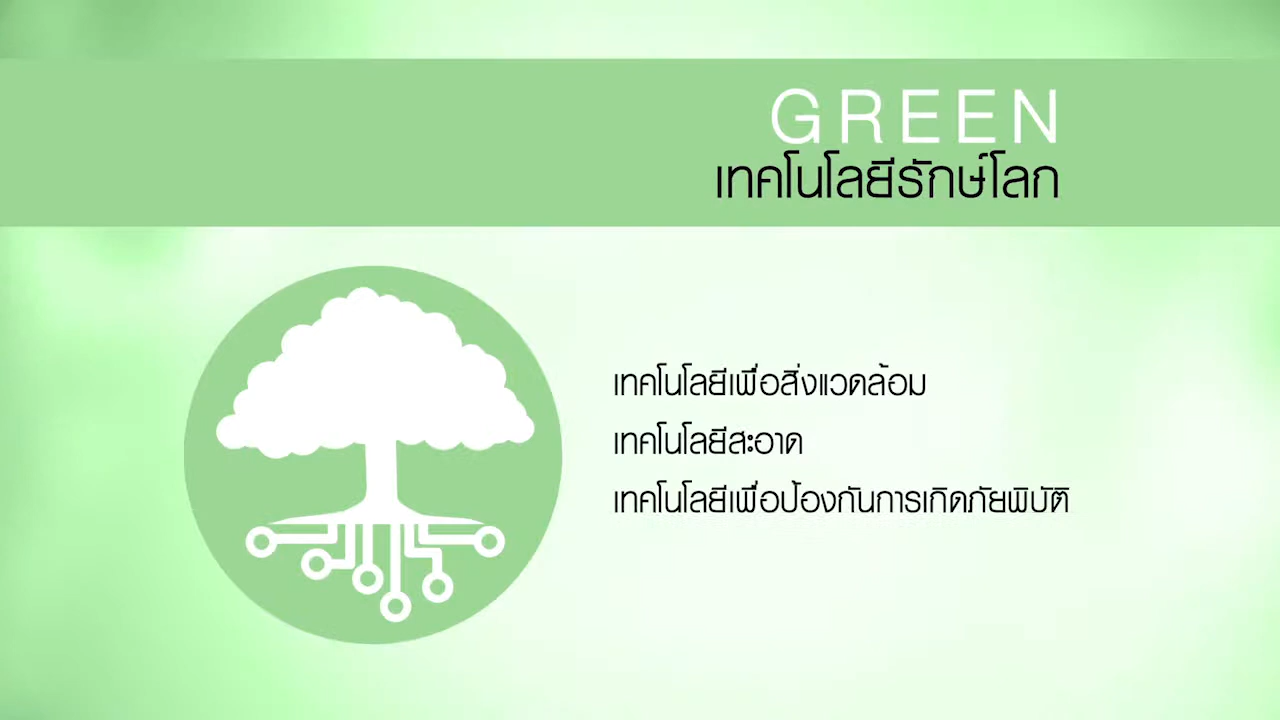 GREEN
เทคโนโลยีรักษ์โลก
เทคโนโลยีเพื่อสิ่งแวดล้อม
เทคโนโลยีสะอาด
เทคโนโลยีเพื่อป้องกันการเกิดภัยพิบัติ